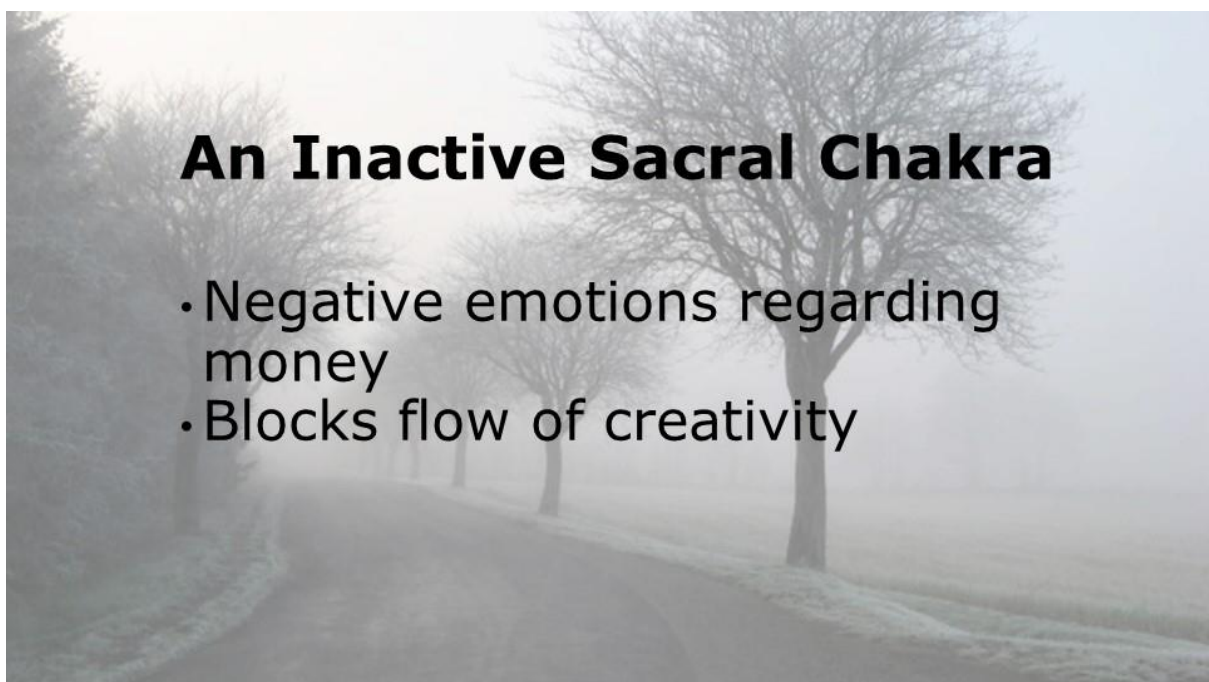 An Inactive Sacral Chakra
• Negative emotions regarding
money
• Blocks flow of creativity